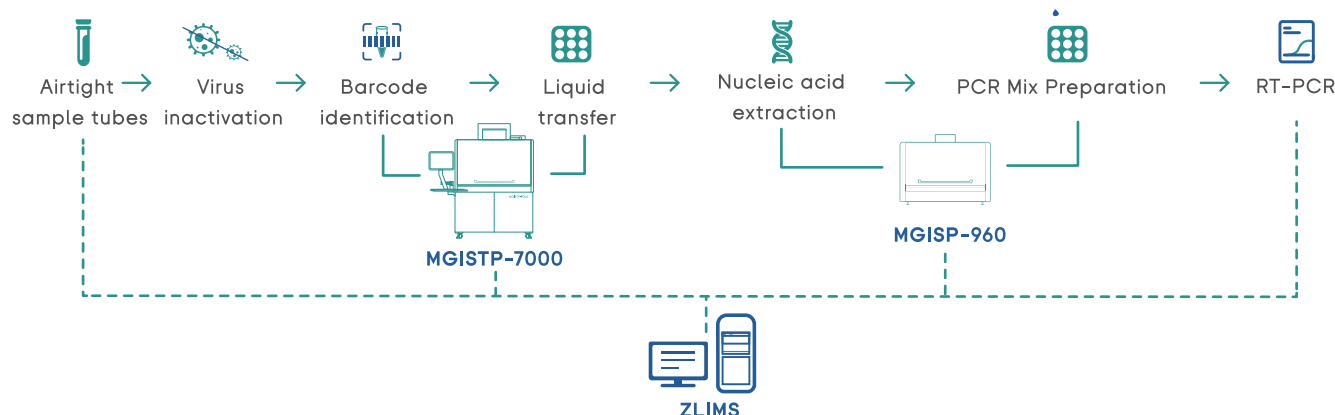 Airtight
sample tubes
Virus
inactivation
Barcode
identification
Liquid
transfer
Nucleic acid
extraction
PCR Mix Preparation
RT-PCR
MGISTP-7000
MGISP-960
ZLIMS